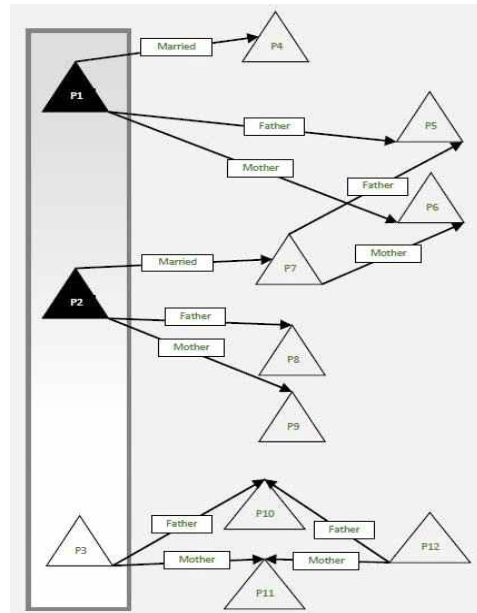 Married
P4
P1
Father
P5
Mother
Father
P6
Married
P7
Mother
P2
Father
Mother
P8
P9
P10
Father
Father
P3
P12
Mother
Mother
P11